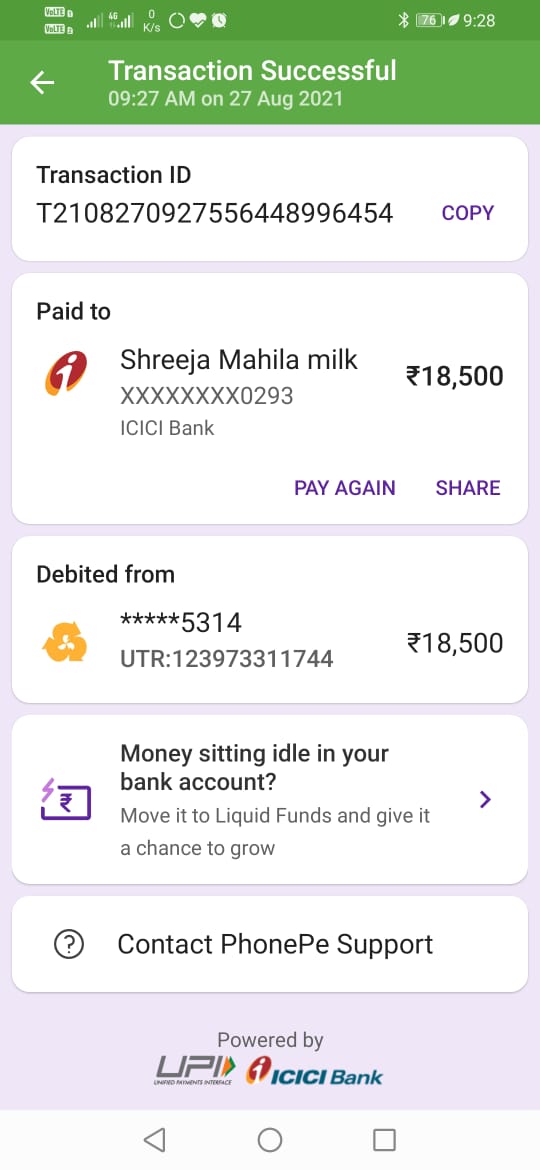 VoLTE 1
VoLTE 2
4G
0
K/s
76
9:28
Transaction Successful
09:27 AM on 27 Aug 2021
Transaction ID
T2108270927556448996454
COPY
Paid to
Shreeja Mahila milk
₹18,500
XXXXXXXX0293
ICICI Bank
PAY AGAIN
SHARE
Debited from
*****5314
₹18,500
UTR:123973311744
Money sitting idle in your
bank account?
Move it to Liquid Funds and give it
a chance to grow
Contact PhonePe Support
Powered by
UPI
UNIFIED PAYMENTS INTERFACE
ICICI Bank